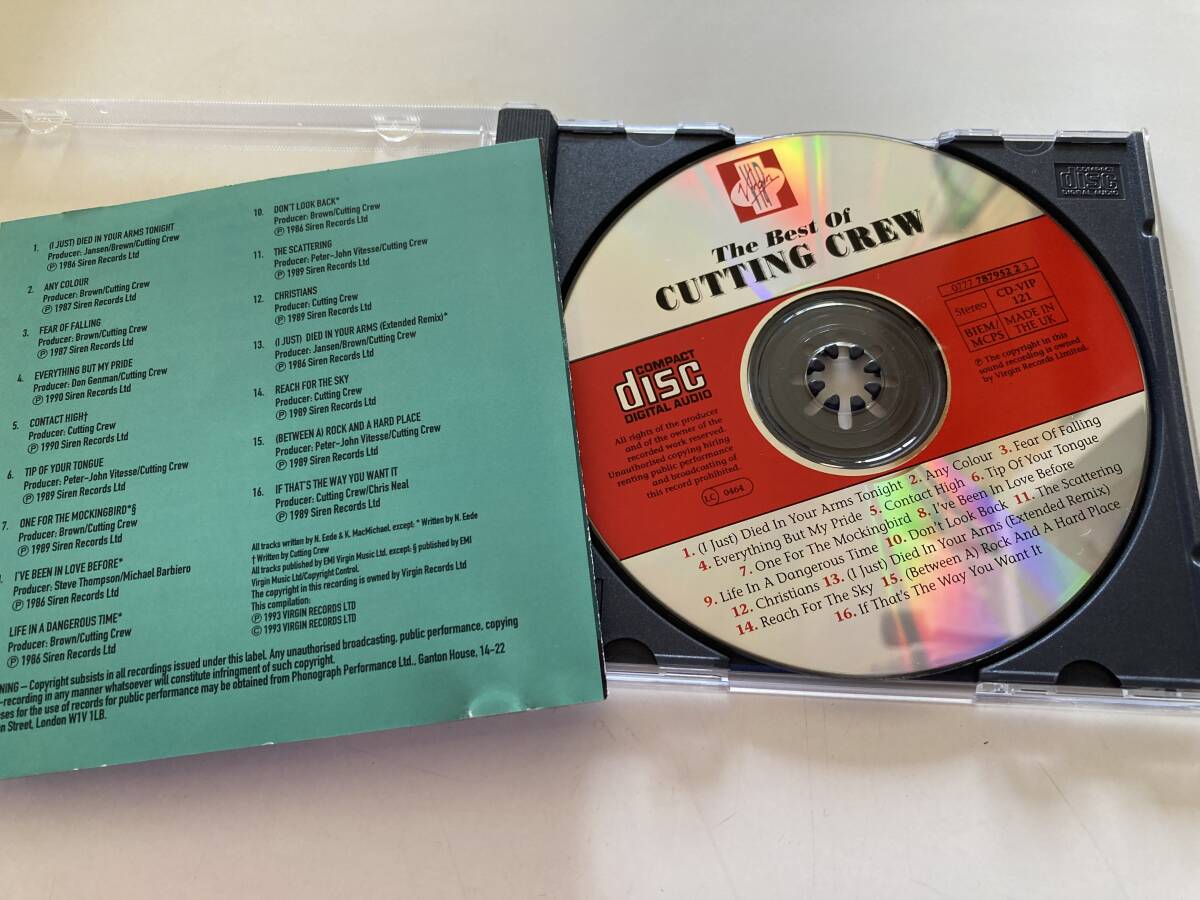 1. (I JUST) DIED IN YOUR ARMS TONIGHT
Producer: Jansen/Brown/Cutting Crew
℗ 1986 Siren Records Ltd
2. ANY COLOUR
Producer: Brown/Cutting Crew
℗ 1987 Siren Records Ltd
3. FEAR OF FALLING
Producer: Brown/Cutting Crew
℗ 1987 Siren Records Ltd
4. EVERYTHING BUT MY PRIDE
Producer: Don Genman/Cutting Crew
℗ 1990 Siren Records Ltd
5. CONTACT HIGH†
Producer: Cutting Crew
℗ 1990 Siren Records Ltd
6. TIP OF YOUR TONGUE
Producer: Peter-John Vitesse/Cutting Crew
℗ 1989 Siren Records Ltd
7. ONE FOR THE MOCKINGBIRD*§
Producer: Brown/Cutting Crew
℗ 1989 Siren Records Ltd
I'VE BEEN IN LOVE BEFORE*
Producer: Steve Thompson/Michael Barbiero
℗ 1986 Siren Records Ltd
LIFE IN A DANGEROUS TIME*
Producer: Brown/Cutting Crew
℗ 1986 Siren Records Ltd
10. DON'T LOOK BACK*
Producer: Brown/Cutting Crew
℗ 1986 Siren Records Ltd
11. THE SCATTERING
Producer: Peter-John Vitesse/Cutting Crew
℗ 1989 Siren Records Ltd
12. CHRISTIANS
Producer: Cutting Crew
℗ 1989 Siren Records Ltd
13. (I JUST) DIED IN YOUR ARMS (Extended Remix)*
Producer: Jansen/Brown/Cutting Crew
℗ 1986 Siren Records Ltd
14. REACH FOR THE SKY
Producer: Cutting Crew
℗ 1989 Siren Records Ltd
15. (BETWEEN A) ROCK AND A HARD PLACE
Producer: Peter-John Vitesse/Cutting Crew
℗ 1989 Siren Records Ltd
16. IF THAT'S THE WAY YOU WANT IT
Producer: Cutting Crew/Chris Neal
℗ 1989 Siren Records Ltd
All tracks written by N. Eede & K. MacMichael, except: * Written by N. Eede
† Written by Cutting Crew
All tracks published by EMI Virgin Music Ltd. except: § published by EMI
Virgin Music Ltd/Copyright Control.
The copyright in this recording is owned by Virgin Records Ltd
This compilation:
℗ 1993 VIRGIN RECORDS LTD
© 1993 VIRGIN RECORDS LTD
NING – Copyright subsists in all recordings issued under this label. Any unauthorised broadcasting, public performance, copying
-recording in any manner whatsoever will constitute infringment of such copyright.
ses for the use of records for public performance may be obtained from Phonograph Performance Ltd., Ganton House, 14-22
n Street, London W1V 1LB.
Virgin
VIP
The Best Of
CUTTING CREW
COMPACT
disc
DIGITAL AUDIO
All rights of the producer
and of the owner of the
recorded work reserved.
Unauthorised copying hiring
renting public performance
and broadcasting of
this record prohibited.
LC 0464
0777 787952 2 3
Stereo
CD-VIP
121
BIEM/
MCPS
MADE IN
THE UK
℗ The copyright in this
sound recording is owned
by Virgin Records Limited.
1. (I Just) Died In Your Arms Tonight 2. Any Colour 3. Fear Of Falling
4. Everything But My Pride 5. Contact High 6. Tip Of Your Tongue
7. One For The Mockingbird 8. I've Been In Love Before
9. Life In A Dangerous Time 10. Don't Look Back 11. The Scattering
12. Christians 13. (I Just) Died In Your Arms (Extended Remix)
14. Reach For The Sky 15. (Between A) Rock And A Hard Place
16. If That's The Way You Want It
COMPACT
disc
DIGITAL AUDIO